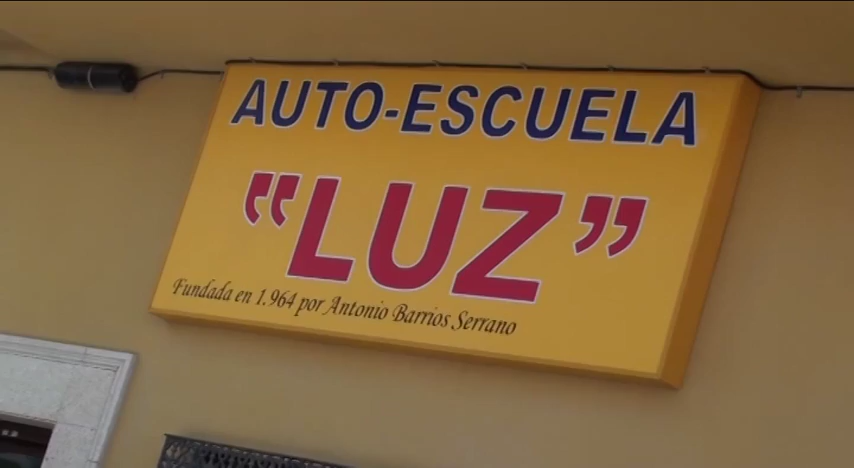 AUTO-ESCUELA
"LUZ"
Fundada en 1.964 por Antonio Barrios Serrano